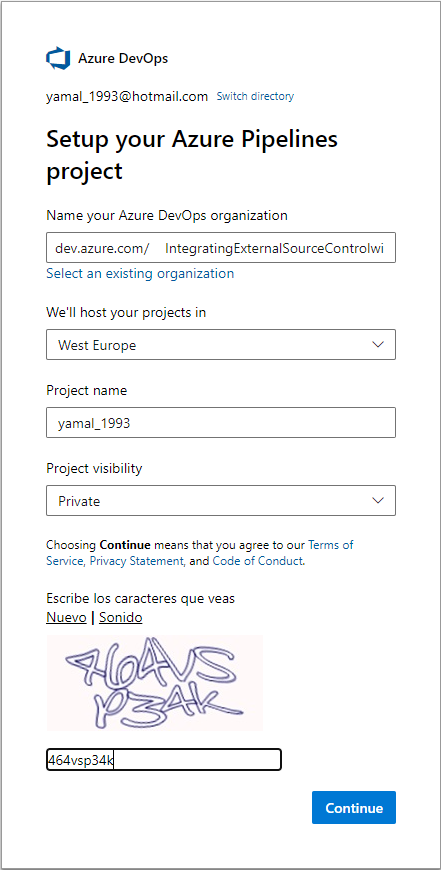 Azure DevOps
yamal_1993@hotmail.com Switch directory
Setup your Azure Pipelines
project
Name your Azure DevOps organization
dev.azure.com/ IntegratingExternalSourceControlwi
Select an existing organization
We'll host your projects in
West Europe
Project name
yamal_1993
Project visibility
Private
Choosing Continue means that you agree to our Terms of
Service, Privacy Statement, and Code of Conduct.
Escribe los caracteres que veas
Nuevo | Sonido
464VS
P34K
464vsp34k
Continue